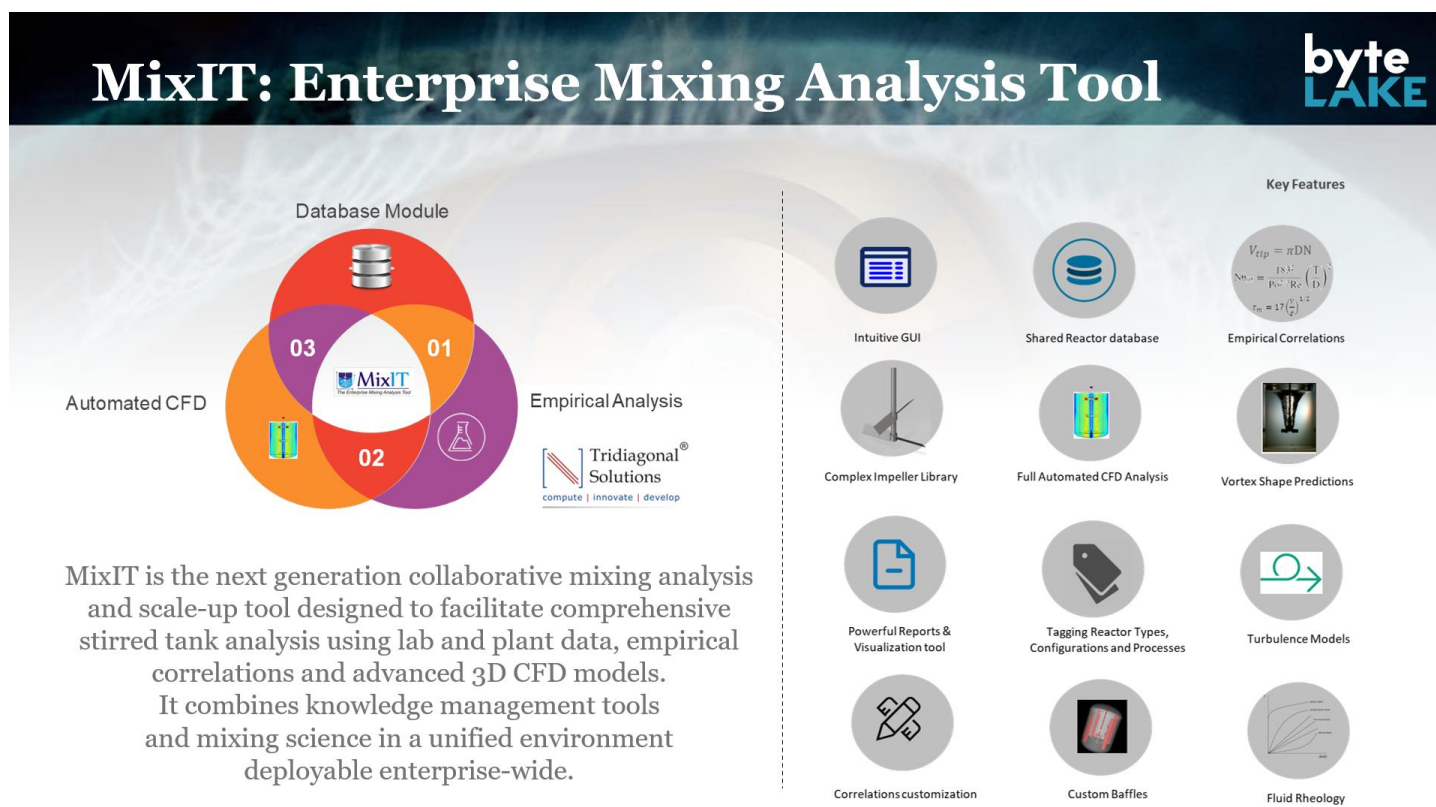 MixIT: Enterprise Mixing Analysis Tool
byte
LAKE
Database Module
03
01
MixIT
The Enterprise Mixing Analysis Tool
Automated CFD
Empirical Analysis
02
Tridiagonal®
Solutions
compute | innovate | develop
MixIT is the next generation collaborative mixing analysis
and scale-up tool designed to facilitate comprehensive
stirred tank analysis using lab and plant data, empirical
correlations and advanced 3D CFD models.
It combines knowledge management tools
and mixing science in a unified environment
deployable enterprise-wide.
Key Features
V_tip = πDN
Intuitive GUI
Shared Reactor database
Empirical Correlations
Complex Impeller Library
Full Automated CFD Analysis
Vortex Shape Predictions
Powerful Reports &
Visualization tool
Tagging Reactor Types,
Configurations and Processes
Turbulence Models
Correlations customization
Custom Baffles
Fluid Rheology